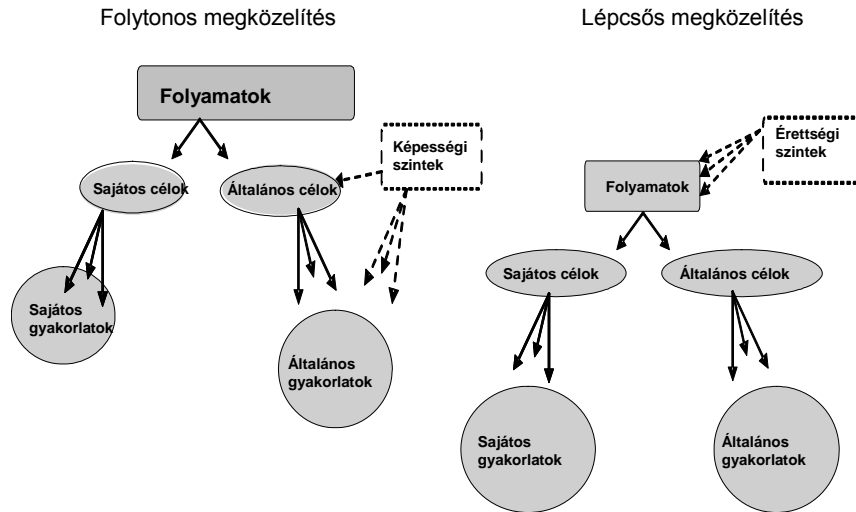 Folytonos megközelítés
Folyamatok
Képességi
szintek
Sajátos célok
Általános célok
Sajátos
gyakorlatok
Általános
gyakorlatok
Lépcsős megközelítés
Érettségi
szintek
Folyamatok
Sajátos célok
Általános célok
Sajátos
gyakorlatok
Általános
gyakorlatok